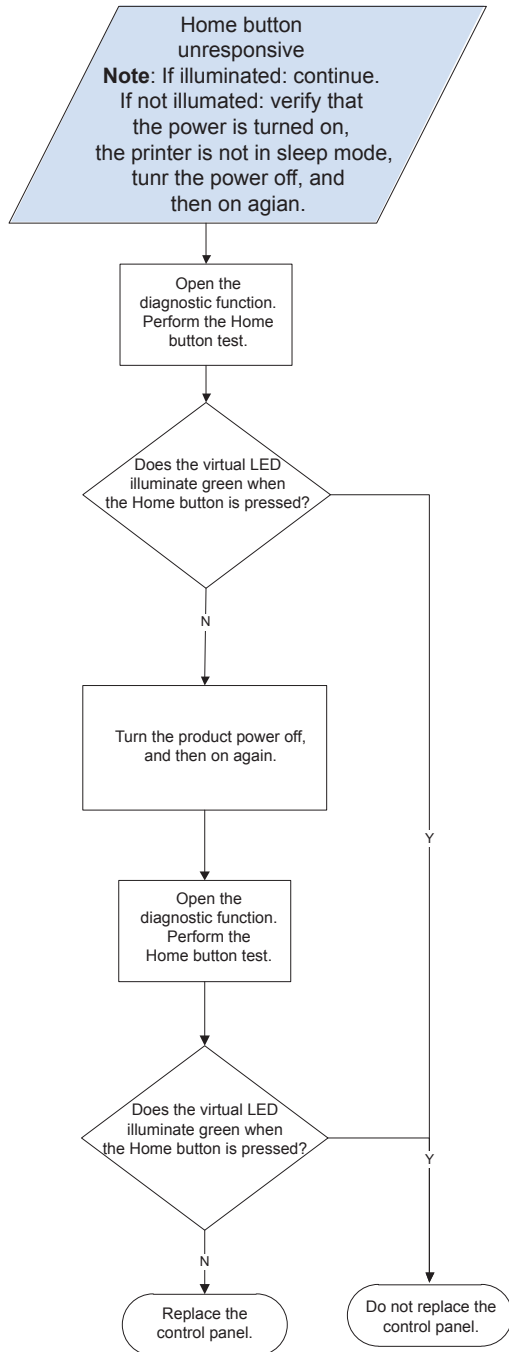 Home button
unresponsive
Note: If illuminated: continue.
If not illumated: verify that
the power is turned on,
the printer is not in sleep mode,
tunr the power off, and
then on agian.
Open the
diagnostic function.
Perform the Home
button test.
Does the virtual LED
illuminate green when
the Home button is pressed?
N
Turn the product power off,
and then on again.
Y
Open the
diagnostic function.
Perform the
Home button test.
Does the virtual LED
illuminate green when
the Home button is pressed?
Y
N
Replace the
control panel.
Do not replace the
control panel.